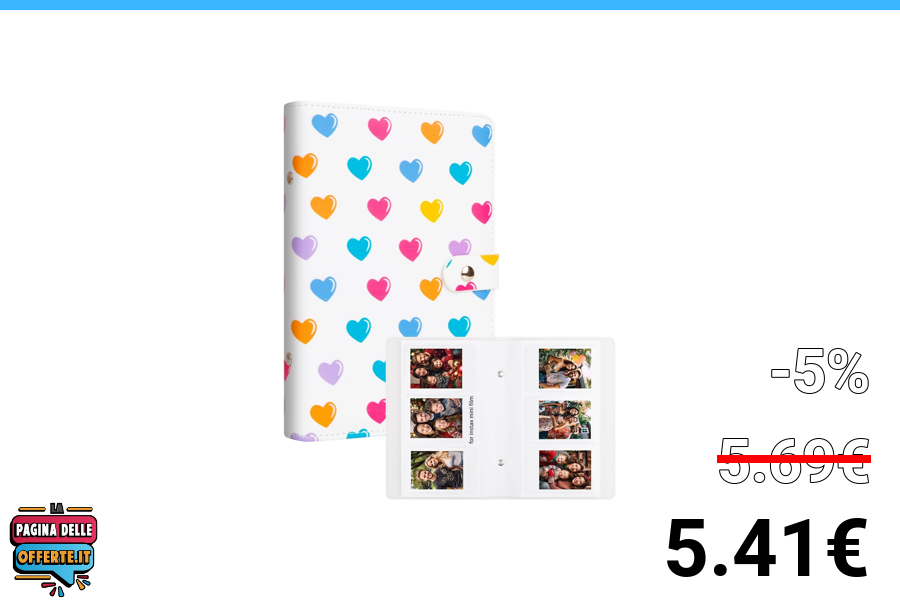 for instax mini film
-5%
5.69€
5.41€
LA
PAGINA DELLE
OFFERTE.IT